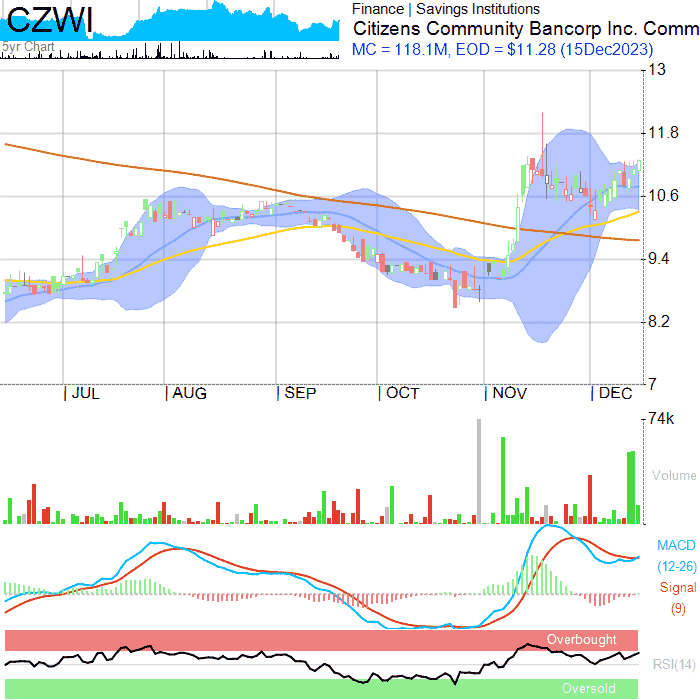 CZWI
5yr Chart
Finance | Savings Institutions
Citizens Community Bancorp Inc. Comm
MC = 118.1M, EOD = $11.28 (15Dec2023)
13
11.8
10.6
9.4
8.2
7
| JUL | AUG | SEP | OCT | NOV | DEC
74k
Volume
MACD
(12-26)
Signal
(9)
Overbought
RSI(14)
Oversold